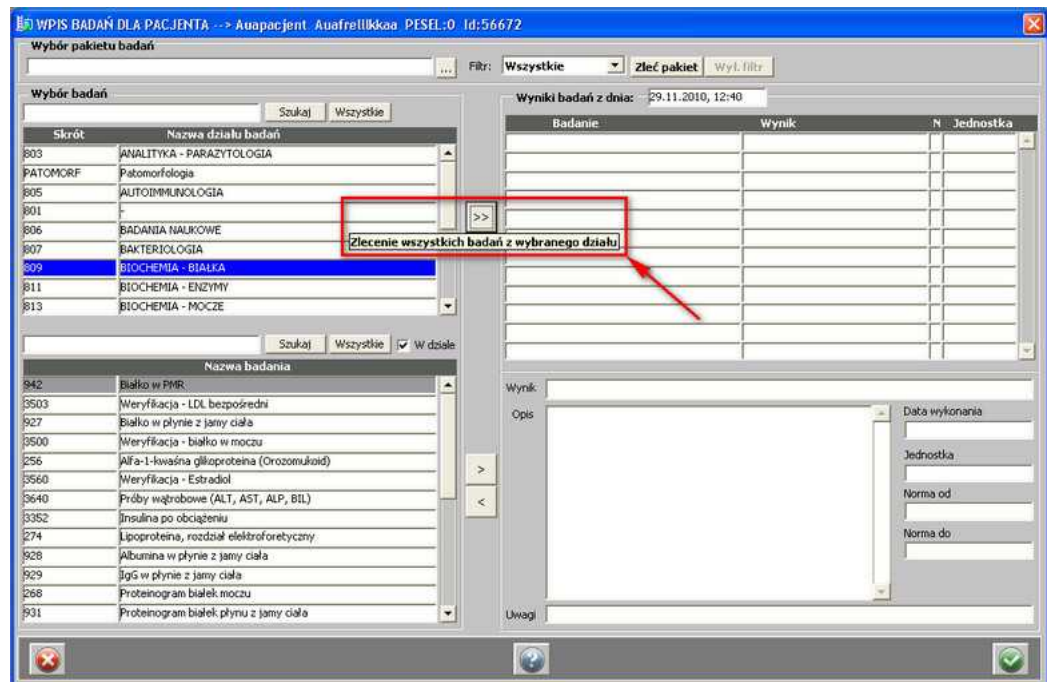 WPIS BADAŃ DLA PACJENTA --> Auapacjent Auafrelllkkaa PESEL:0 Id:56672
Wybór pakietu badań
... Filtr: Wszystkie Zleć pakiet Wył. filtr
Wybór badań
Szukaj Wszystkie
Skrót Nazwa działu badań
803 ANALITYKA - PARAZYTOLOGIA
PATOMORF Patomorfologia
805 AUTOIMMUNOLOGIA
801 -
806 BADANIA NAUKOWE
807 BAKTERIOLOGIA
809 BIOCHEMIA - BIAŁKA
811 BIOCHEMIA - ENZYMY
813 BIOCHEMIA - MOCZE
>>
Zlecenie wszystkich badań z wybranego działu
Szukaj Wszystkie W dziale
Nazwa badania
942 Białko w PMR
3503 Weryfikacja - LDL bezpośredni
927 Białko w płynie z jamy ciała
3500 Weryfikacja - białko w moczu
256 Alfa-1-kwaśna glikoproteina (Orozomukoid)
3560 Weryfikacja - Estradiol
3640 Próby wątrobowe (ALT, AST, ALP, BIL)
3352 Insulina po obciążeniu
274 Lipoproteina, rozdział elektroforetyczny
928 Albumina w płynie z jamy ciała
929 IgG w płynie z jamy ciała
268 Proteinogram białek moczu
931 Proteinogram białek płynu z jamy ciała
>
<
Wyniki badań z dnia: 29.11.2010, 12:40
Badanie Wynik N Jednostka
Wynik
Opis
Data wykonania
Jednostka
Norma od
Norma do
Uwagi
?